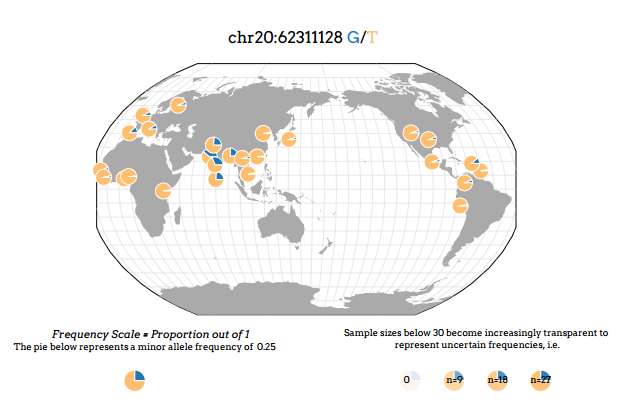 chr20:62311128 G/T
Frequency Scale = Proportion out of 1
The pie below represents a minor allele frequency of 0.25
Sample sizes below 30 become increasingly transparent to
represent uncertain frequencies, i.e.
0 n=9 n=18 n=27